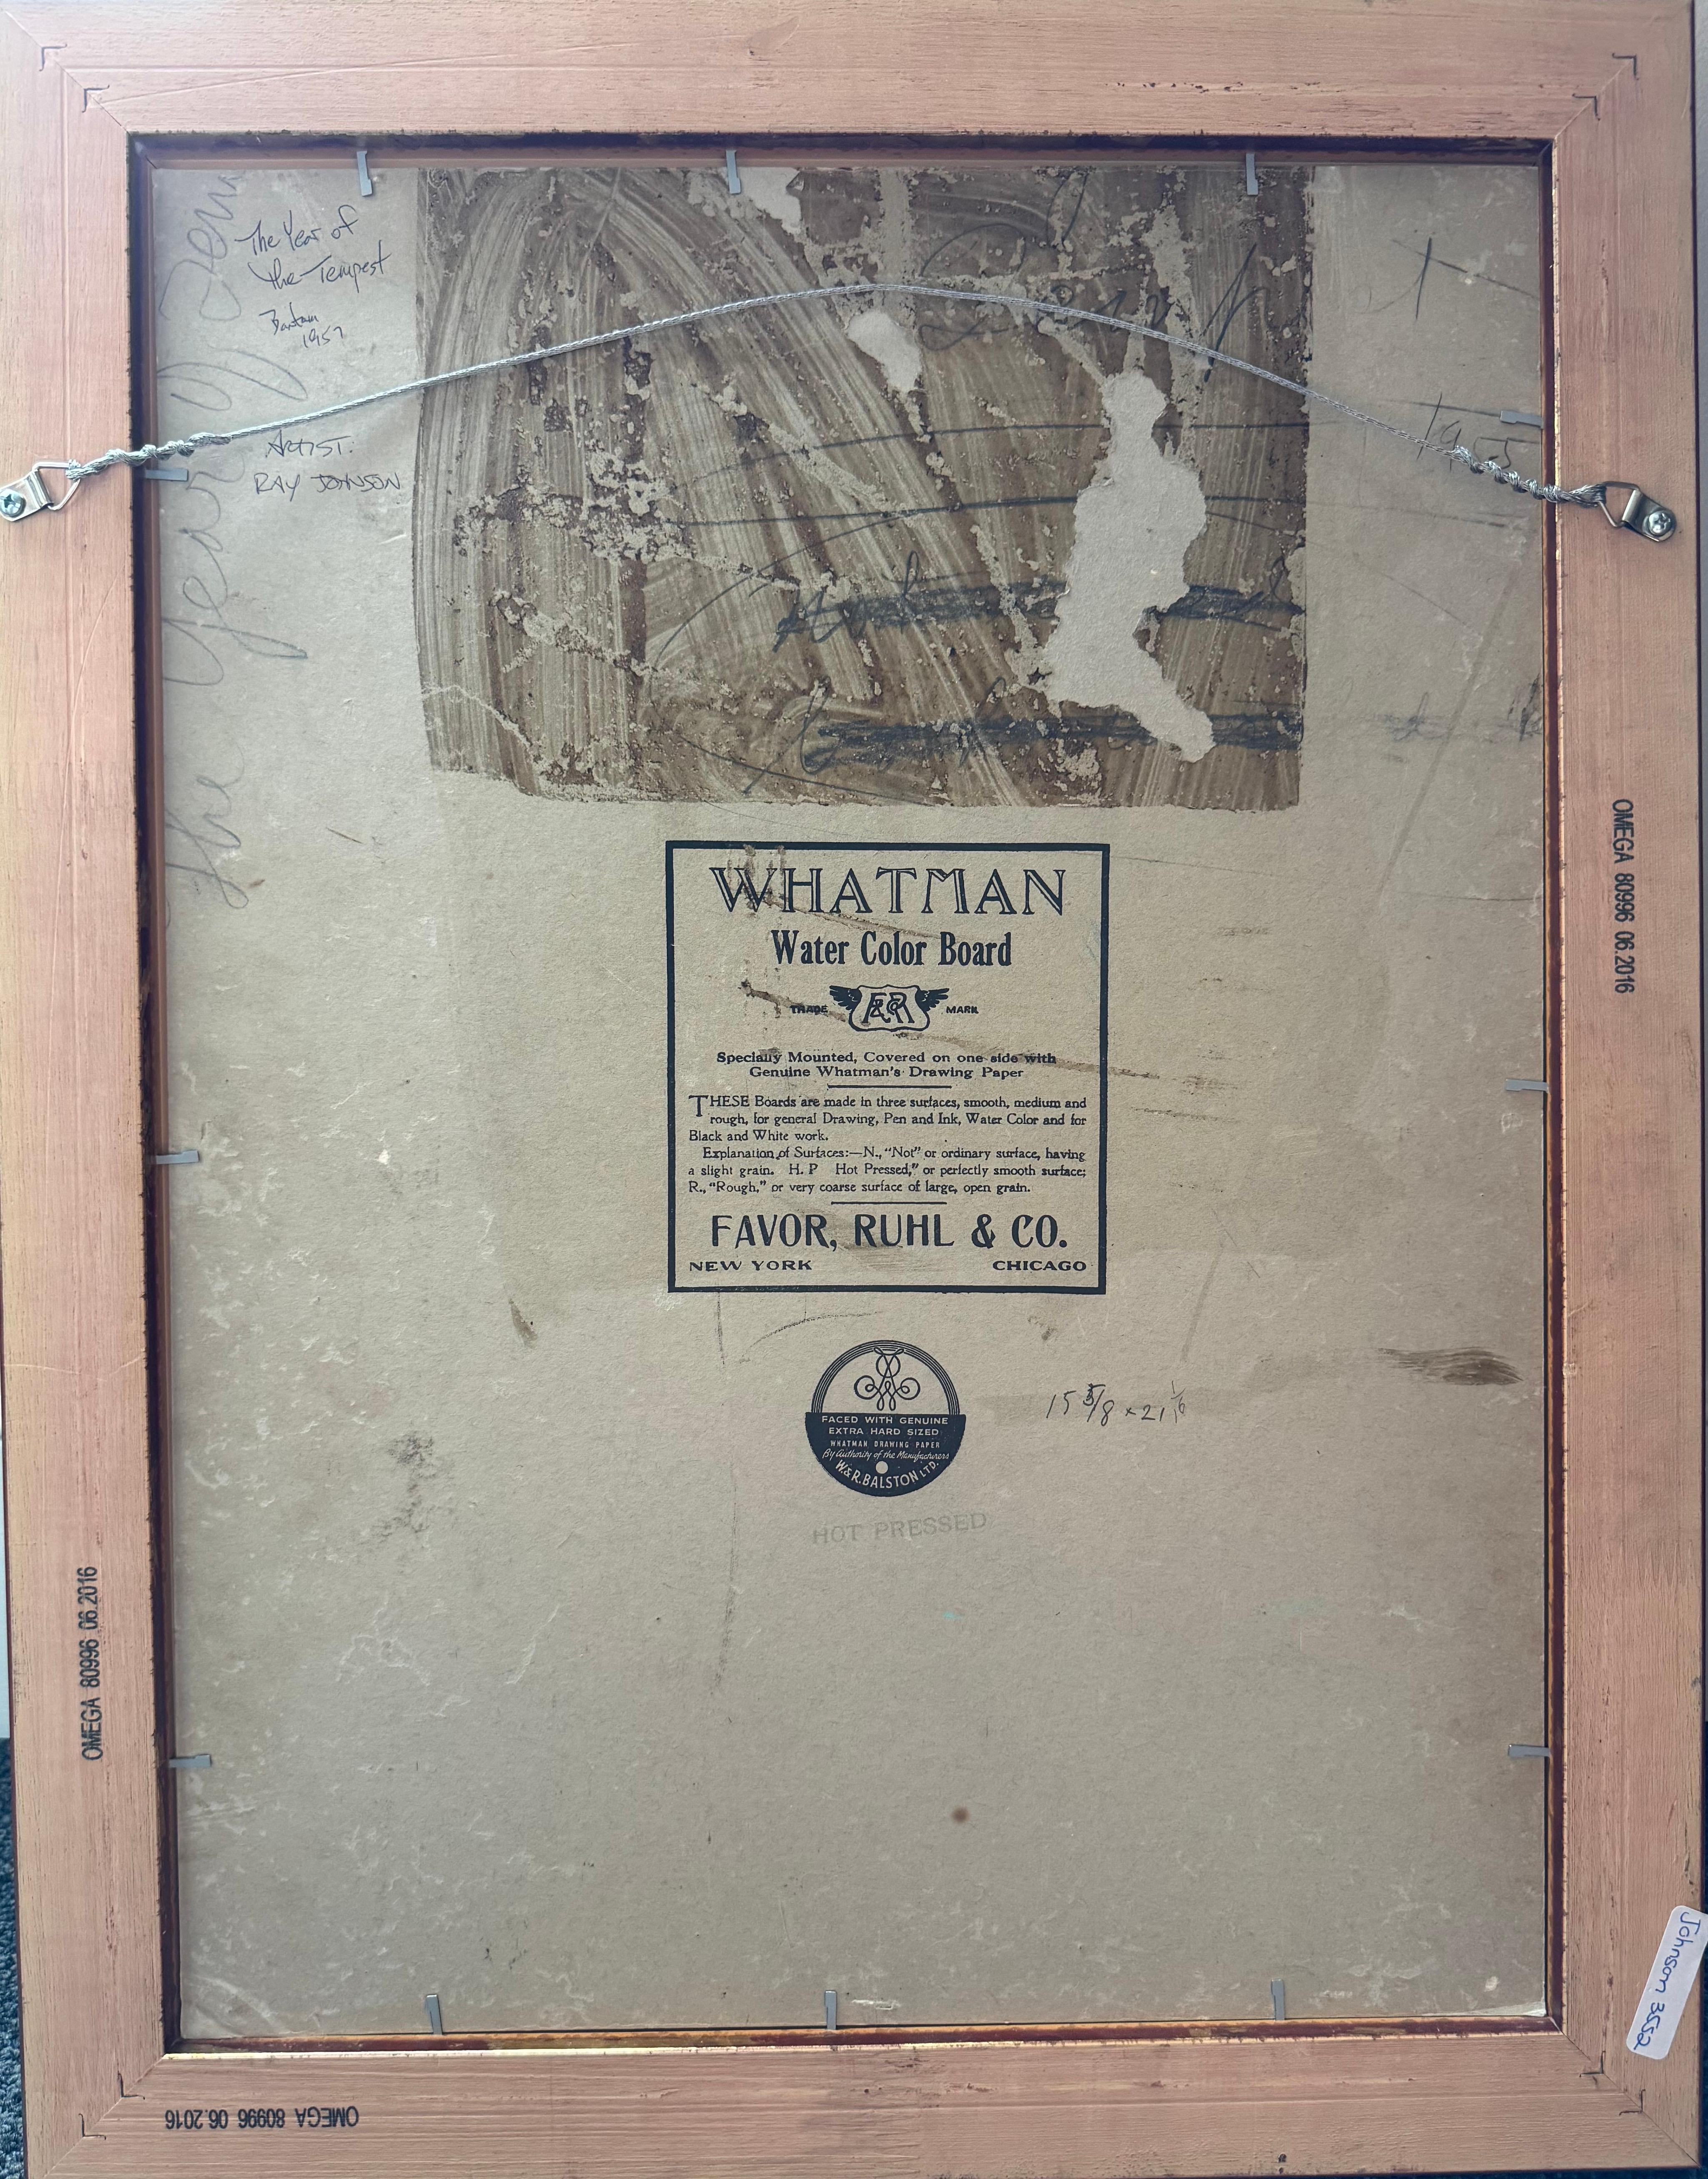 The Year of
the Tempest
Bantam
1957
ARTIST:
RAY JOHNSON
The Year of
1955
WHATMAN
Water Color Board
TRADE F&R MARK
Specially Mounted, Covered on one side with
Genuine Whatman's Drawing Paper
THESE Boards are made in three surfaces, smooth, medium and
rough, for general Drawing, Pen and Ink, Water Color and for
Black and White work.
Explanation of Surfaces:—N., "Not" or ordinary surface, having
a slight grain. H. P Hot Pressed," or perfectly smooth surface;
R., "Rough," or very coarse surface of large, open grain.
FAVOR, RUHL & CO.
NEW YORK CHICAGO
FACED WITH GENUINE
EXTRA HARD SIZED
WHATMAN DRAWING PAPER
By Authority of the Manufacturers
W.& R. BALSTON LTD.
HOT PRESSED
15 5/8 x 21 1/16
OMEGA 80996 06.2016
OMEGA 80996 06.2016
OMEGA 80996 06.2016
Johnson 3552